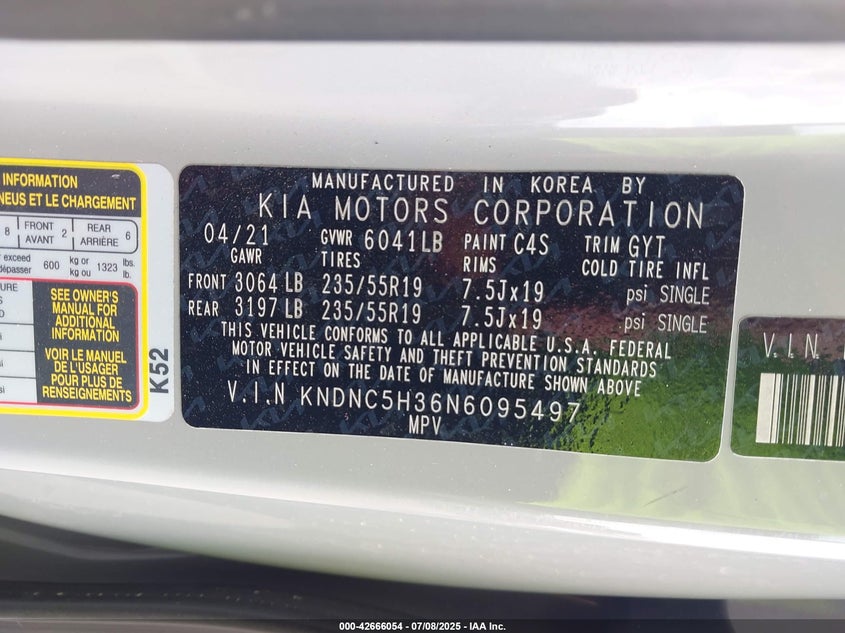 INFORMATION
NEUS ET LE CHARGEMENT
8 FRONT AVANT 2 REAR ARRIÈRE 6
exceed
dépasser 600 kg or kg ou 1323 lbs. lb.
SEE OWNER'S
MANUAL FOR
ADDITIONAL
INFORMATION
VOIR LE MANUEL
DE L'USAGER
POUR PLUS DE
RENSEIGNEMENTS
K52
MANUFACTURED IN KOREA BY
KIA MOTORS CORPORATION
04/21 GVWR 6041LB PAINT C4S TRIM GYT
GAWR TIRES RIMS COLD TIRE INFL
FRONT 3064 LB 235/55R19 7.5Jx19 psi SINGLE
REAR 3197 LB 235/55R19 7.5Jx19 psi SINGLE
THIS VEHICLE CONFORMS TO ALL APPLICABLE U.S.A. FEDERAL
MOTOR VEHICLE SAFETY AND THEFT PREVENTION STANDARDS
IN EFFECT ON THE DATE OF MANUFACTURE SHOWN ABOVE
V.I.N KNDNC5H36N6095497
MPV
V.I.N.
000-42666054 - 07/08/2025 - IAA Inc.